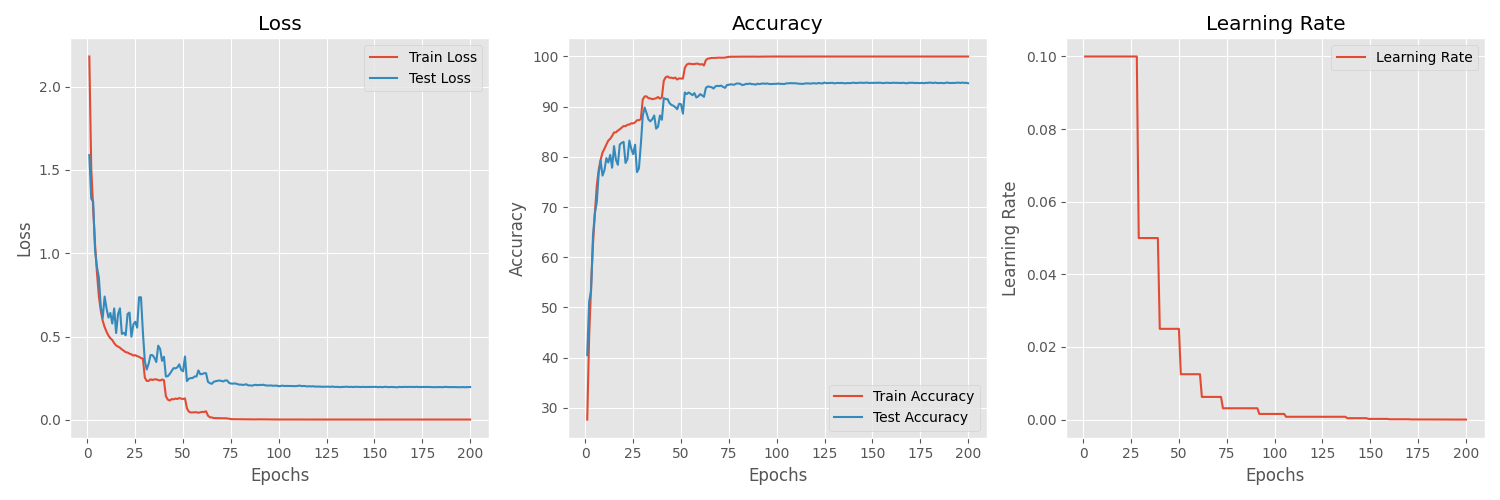 Loss
Train Loss
Test Loss
Loss
2.0
1.5
1.0
0.5
0.0
0 25 50 75 100 125 150 175 200
Epochs
Accuracy
Accuracy
100
90
80
70
60
50
40
30
Train Accuracy
Test Accuracy
0 25 50 75 100 125 150 175 200
Epochs
Learning Rate
Learning Rate
Learning Rate
0.10
0.08
0.06
0.04
0.02
0.00
0 25 50 75 100 125 150 175 200
Epochs